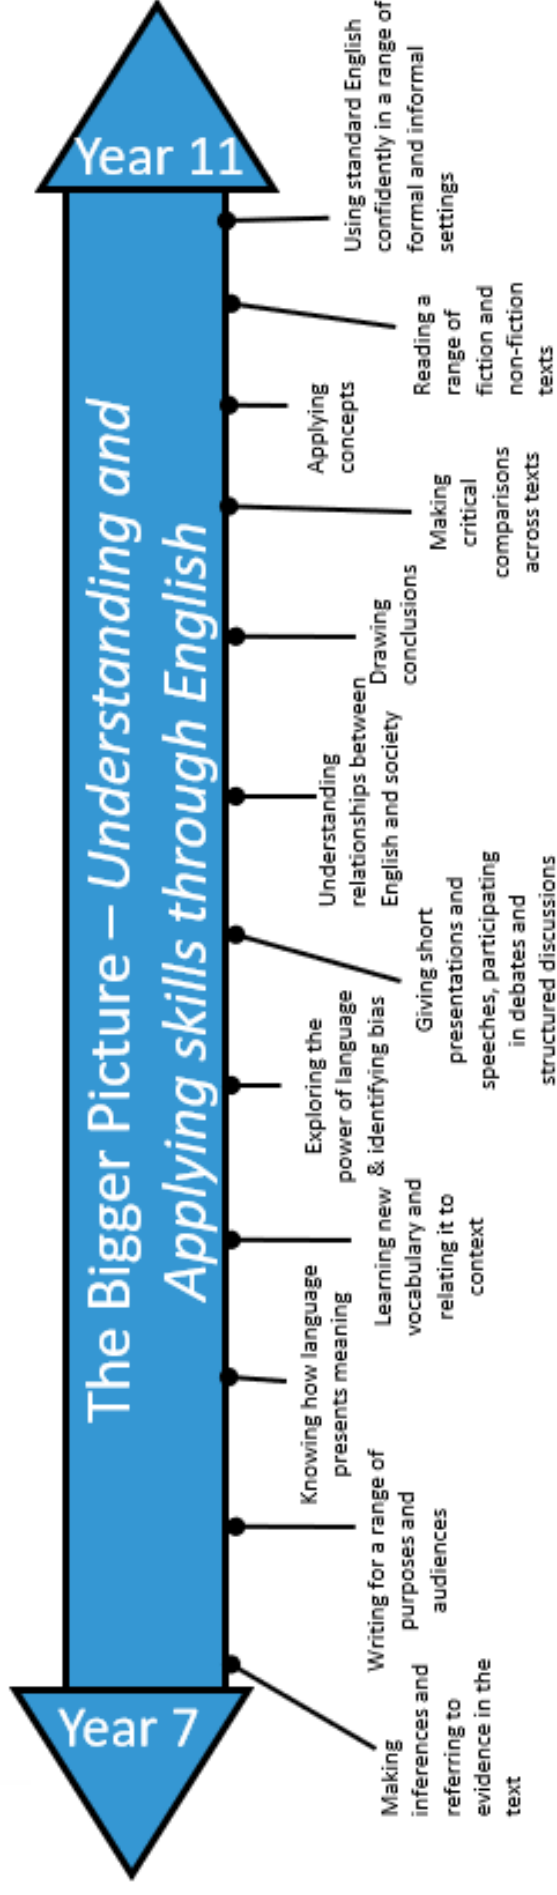 Year 11
The Bigger Picture – Understanding and
Applying skills through English
Year 7
Using standard English
confidently in a range of
formal and informal
settings
Reading a
range of
fiction and
non-fiction
texts
Applying
concepts
Making
critical
comparisons
across texts
Drawing
conclusions
Understanding
relationships between
English and society
Giving short
presentations and
speeches, participating
in debates and
structured discussions
Exploring the
power of language
& identifying bias
Learning new
vocabulary and
relating it to
context
Knowing how language
presents meaning
Writing for a range of
purposes and
audiences
Making
inferences and
referring to
evidence in the
text